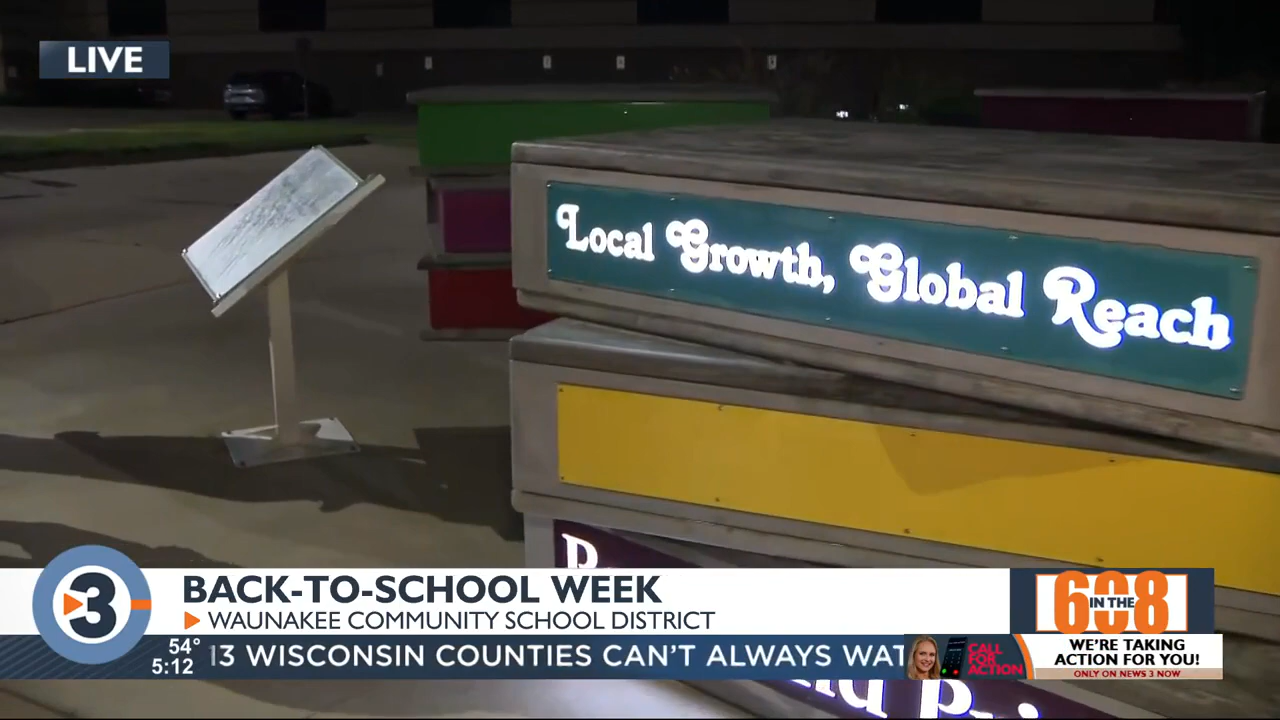 LIVE
Local Growth, Global Reach
3
BACK-TO-SCHOOL WEEK
WAUNAKEE COMMUNITY SCHOOL DISTRICT
608
IN THE
54°
5:12
13 WISCONSIN COUNTIES CAN'T ALWAYS WAT
CALL
FOR
ACTION
WE'RE TAKING
ACTION FOR YOU!
ONLY ON NEWS 3 NOW